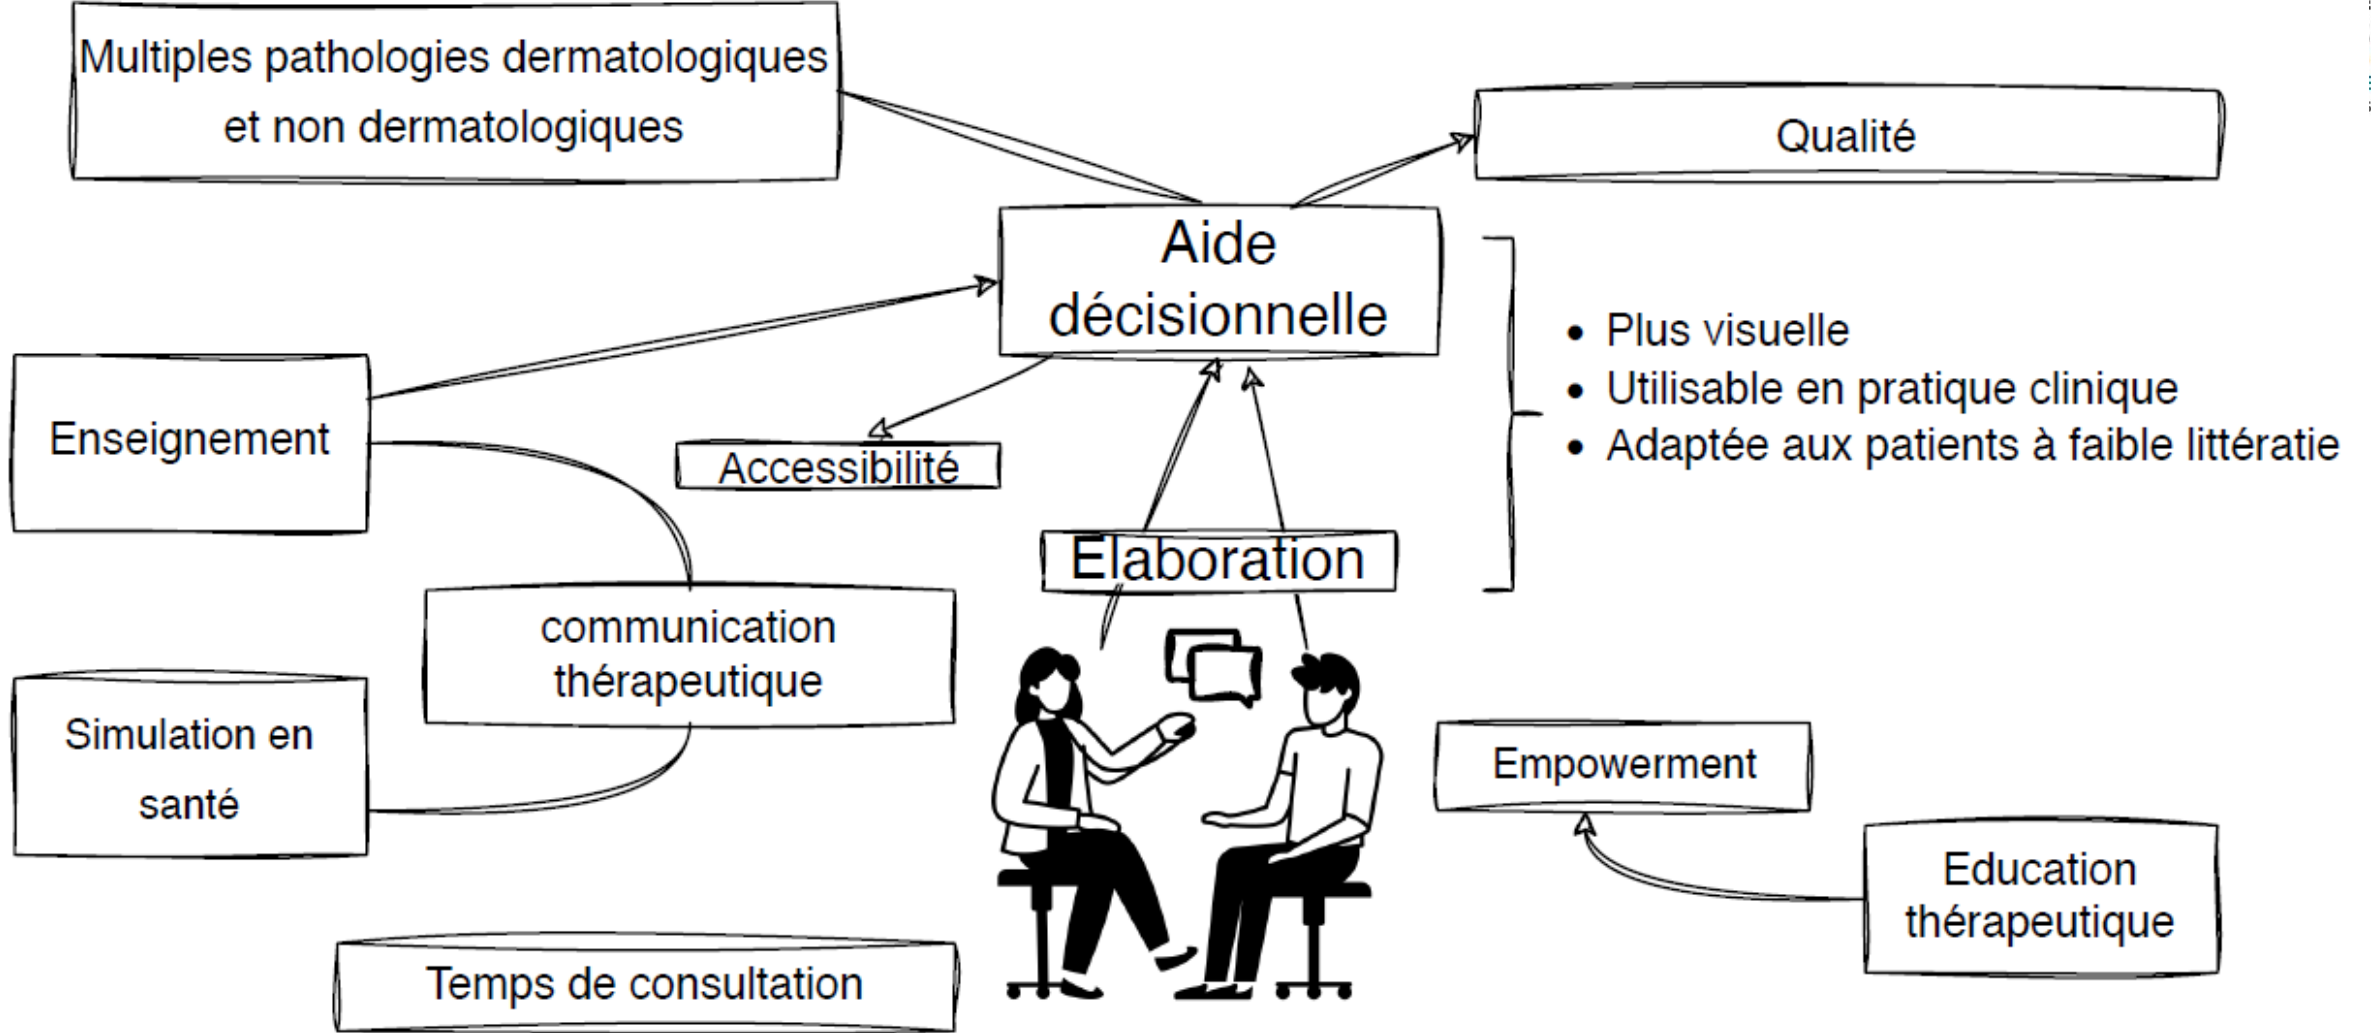 Multiples pathologies dermatologiques
et non dermatologiques
Qualité
Aide
décisionnelle
• Plus visuelle
• Utilisable en pratique clinique
• Adaptée aux patients à faible littératie
Enseignement
Accessibilité
Elaboration
communication
thérapeutique
Simulation en
santé
Empowerment
Education
thérapeutique
Temps de consultation